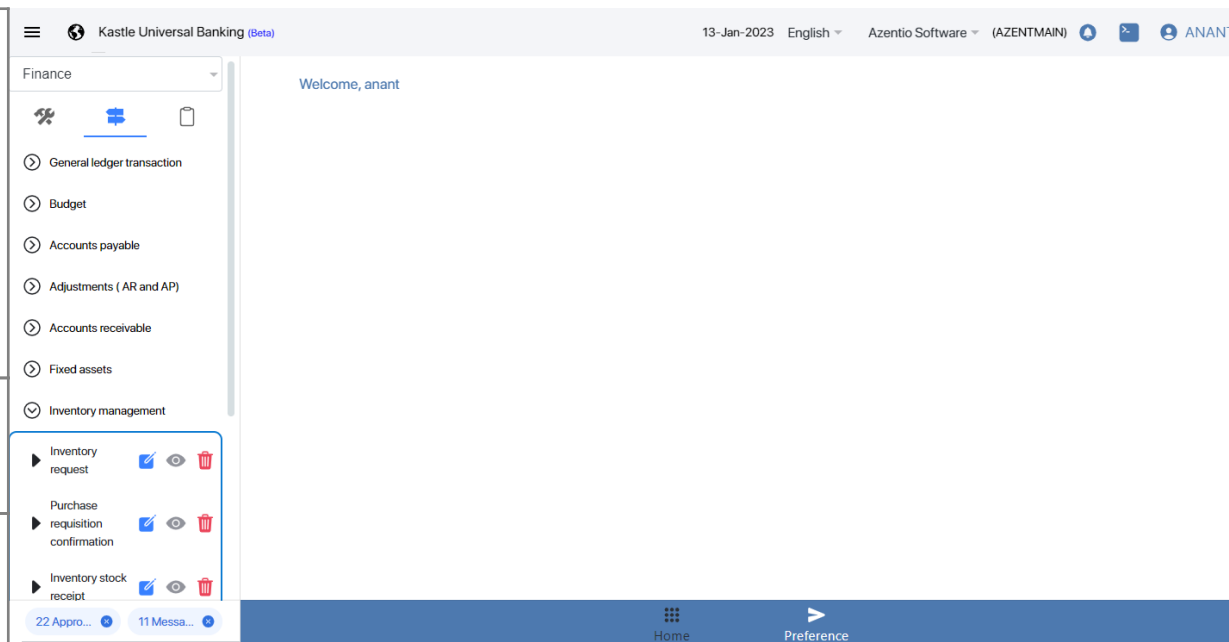 Kastle Universal Banking (Beta)
13-Jan-2023 English Azentio Software (AZENTMAIN) ANANT
Finance
Welcome, anant
General ledger transaction
Budget
Accounts payable
Adjustments ( AR and AP)
Accounts receivable
Fixed assets
Inventory management
Inventory
request
Purchase
requisition
confirmation
Inventory stock
receipt
22 Appro...
11 Messa...
Home
Preference